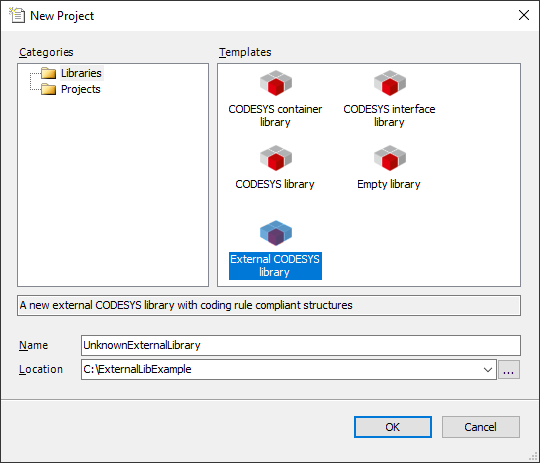 New Project
Categories
Templates
Libraries
Projects
CODESYS container
library
CODESYS interface
library
CODESYS library
Empty library
External CODESYS
library
A new external CODESYS library with coding rule compliant structures
Name
UnknownExternalLibrary
Location
C:\ExternalLibExample
...
OK
Cancel